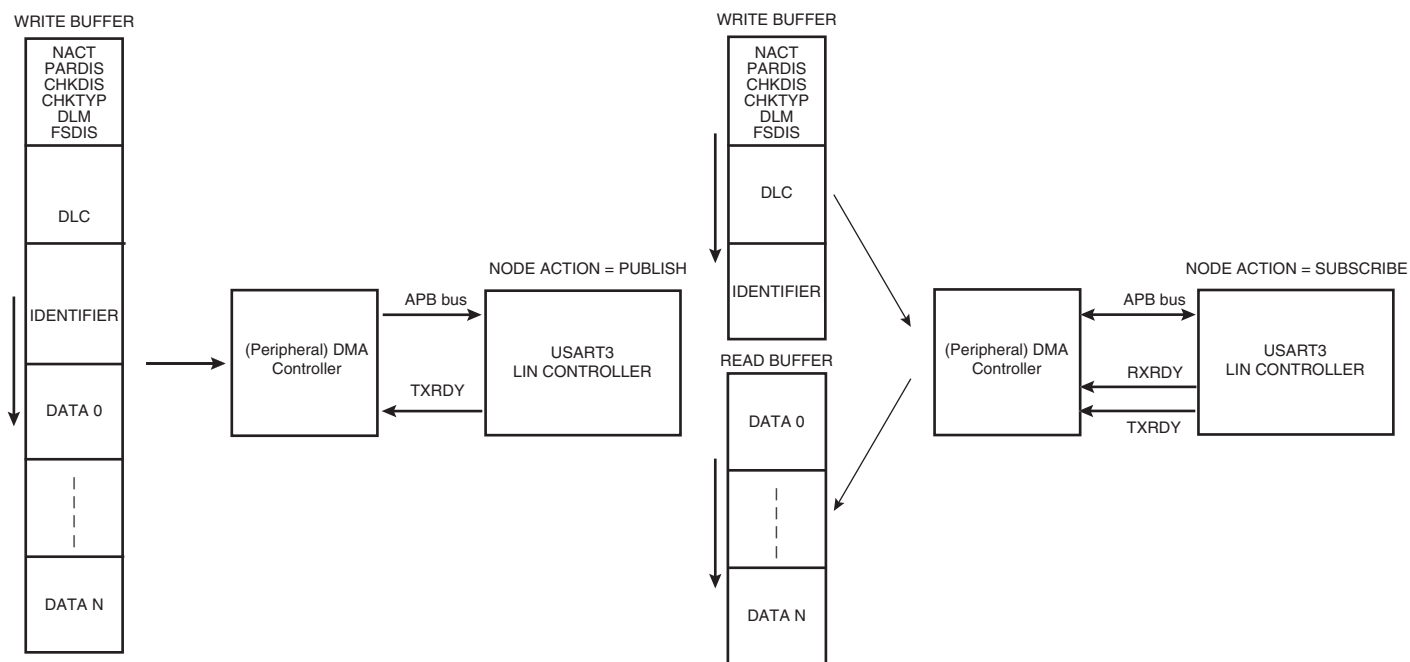 WRITE BUFFER
NACT
PARDIS
CHKDIS
CHKTYP
DLM
FSDIS
DLC
IDENTIFIER
DATA 0
DATA N
(Peripheral) DMA
Controller
APB bus
TXRDY
NODE ACTION = PUBLISH
USART3
LIN CONTROLLER
WRITE BUFFER
NACT
PARDIS
CHKDIS
CHKTYP
DLM
FSDIS
DLC
IDENTIFIER
READ BUFFER
DATA 0
DATA N
(Peripheral) DMA
Controller
APB bus
RXRDY
TXRDY
NODE ACTION = SUBSCRIBE
USART3
LIN CONTROLLER